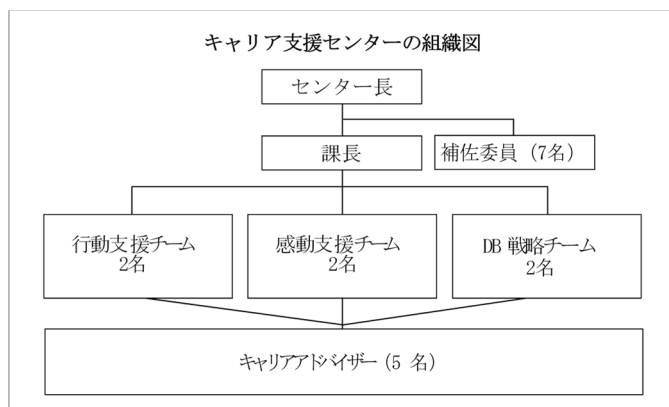 キャリア支援センターの組織図
センター長
課長
補佐委員（7名）
行動支援チーム
2名
感動支援チーム
2名
DB 戦略チーム
2名
キャリアアドバイザー（5 名）